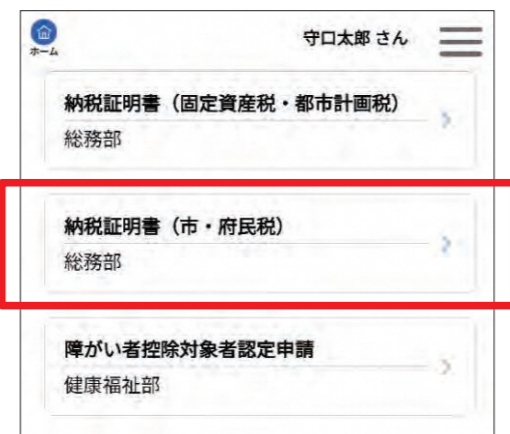 ホーム
守口太郎 さん
納税証明書（固定資産税・都市計画税）
総務部
納税証明書（市・府民税）
総務部
障がい者控除対象者認定申請
健康福祉部